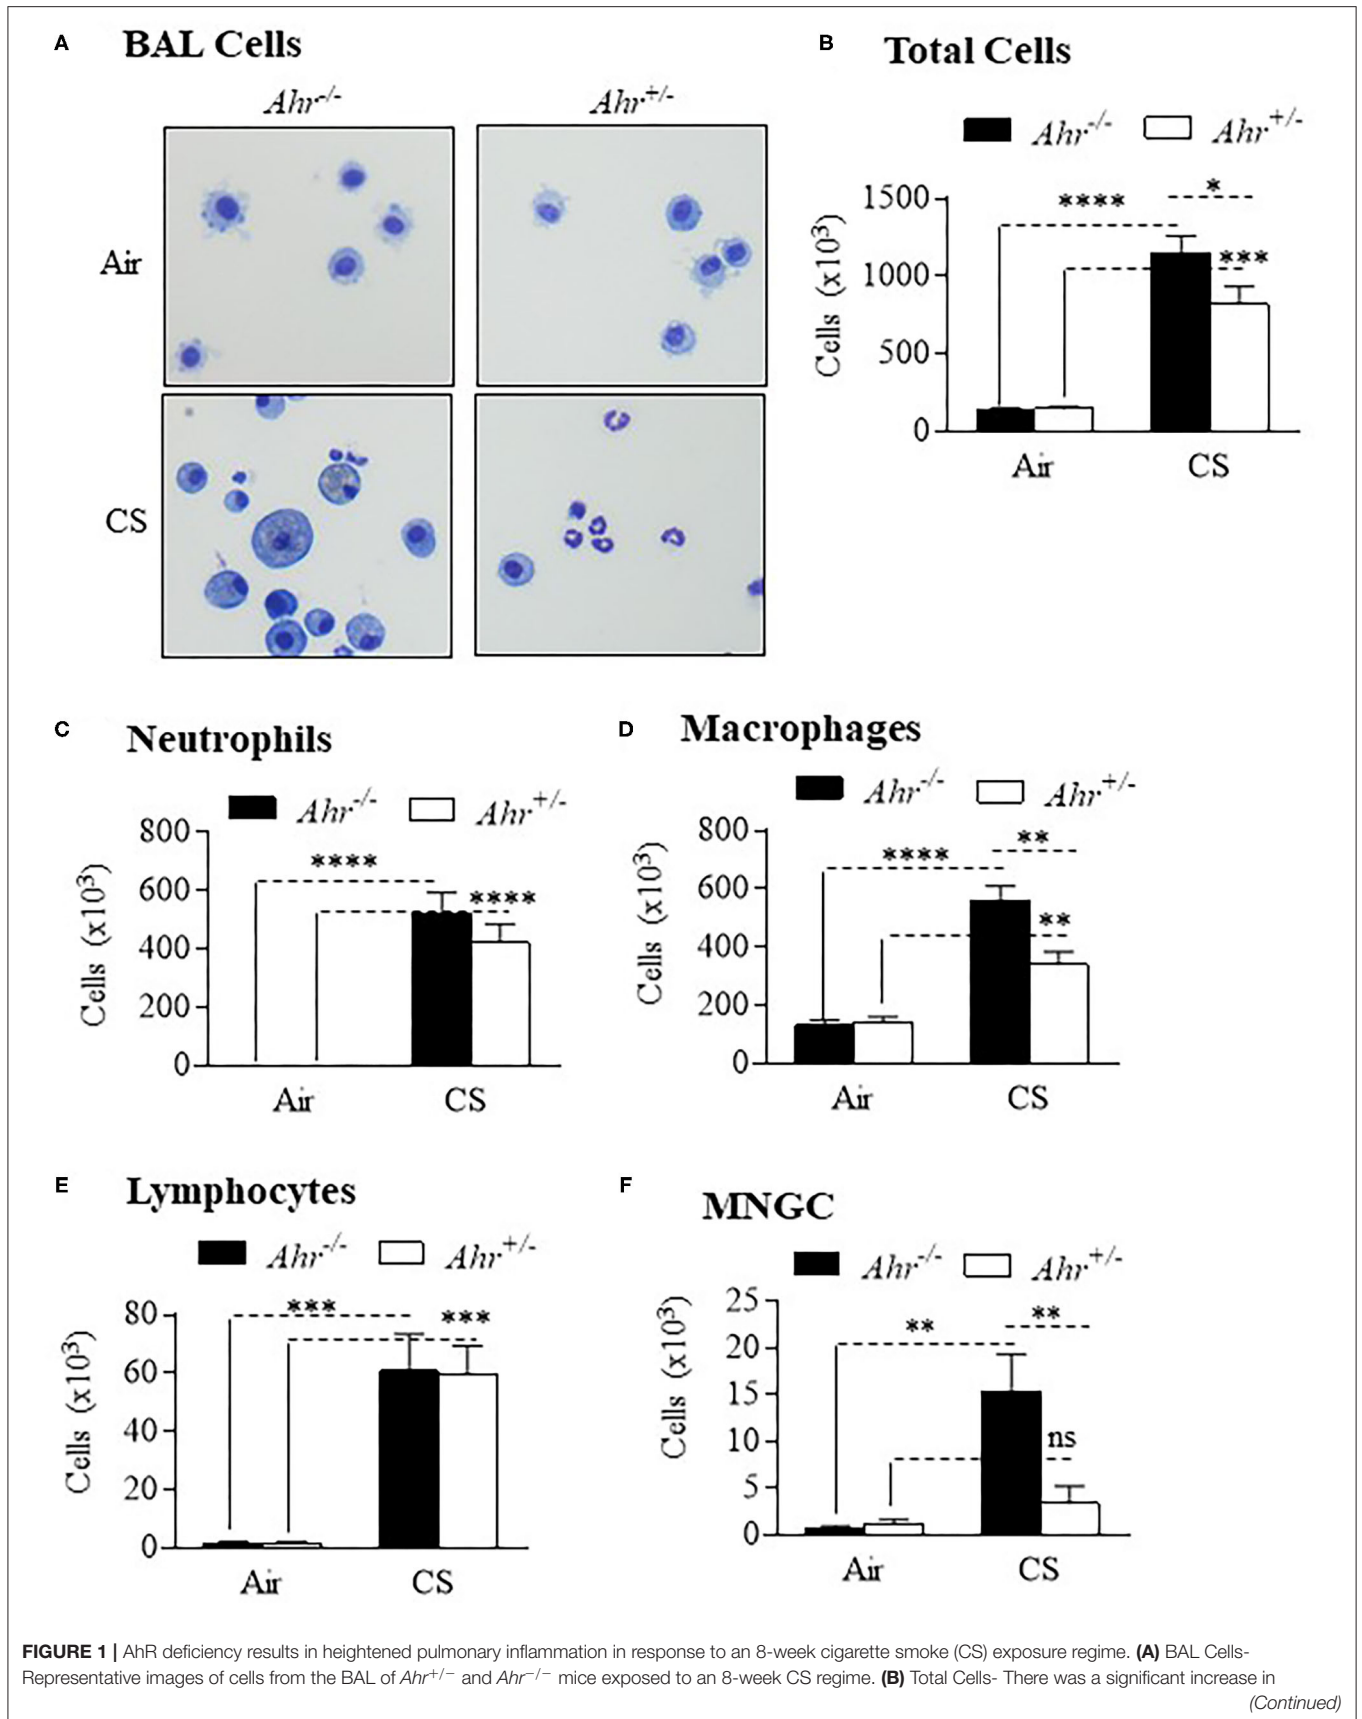 A BAL Cells
Ahr-/- Ahr+/-
Air
CS
B Total Cells
Ahr-/- Ahr+/-
Cells (x10³)
1500
1000
500
0
**** * ***
Air CS
C Neutrophils
Ahr-/- Ahr+/-
Cells (x10³)
800
600
400
200
0
**** ****
Air CS
D Macrophages
Ahr-/- Ahr+/-
Cells (x10³)
800
600
400
200
0
**** ** **
Air CS
E Lymphocytes
Ahr-/- Ahr+/-
Cells (x10³)
80
60
40
20
0
*** ***
Air CS
F MNGC
Ahr-/- Ahr+/-
Cells (x10³)
25
20
15
10
5
0
** ** ns
Air CS
FIGURE 1 | AhR deficiency results in heightened pulmonary inflammation in response to an 8-week cigarette smoke (CS) exposure regime. (A) BAL Cells-
Representative images of cells from the BAL of Ahr+/− and Ahr−/− mice exposed to an 8-week CS regime. (B) Total Cells- There was a significant increase in
(Continued)